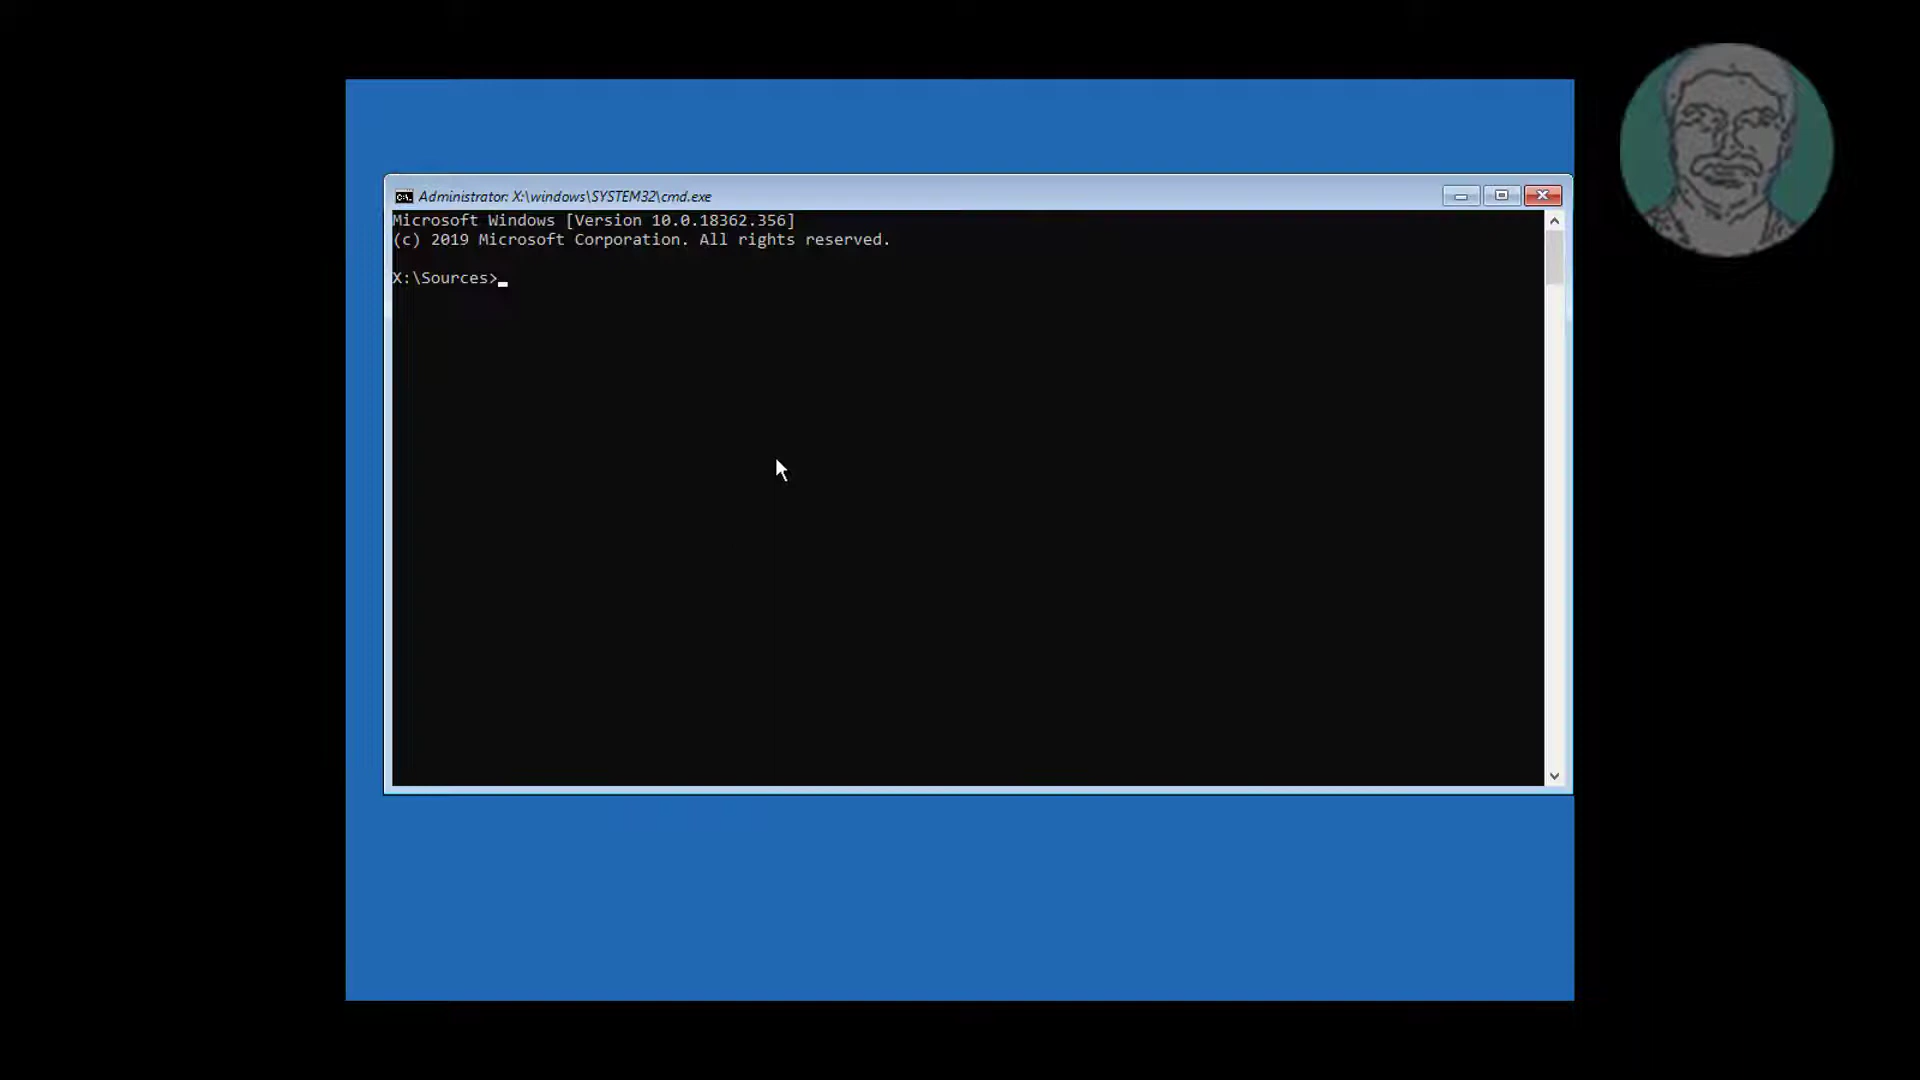 Administrator: X:\windows\SYSTEM32\cmd.exe
Microsoft Windows [Version 10.0.18362.356]
(c) 2019 Microsoft Corporation. All rights reserved.
X:\Sources>